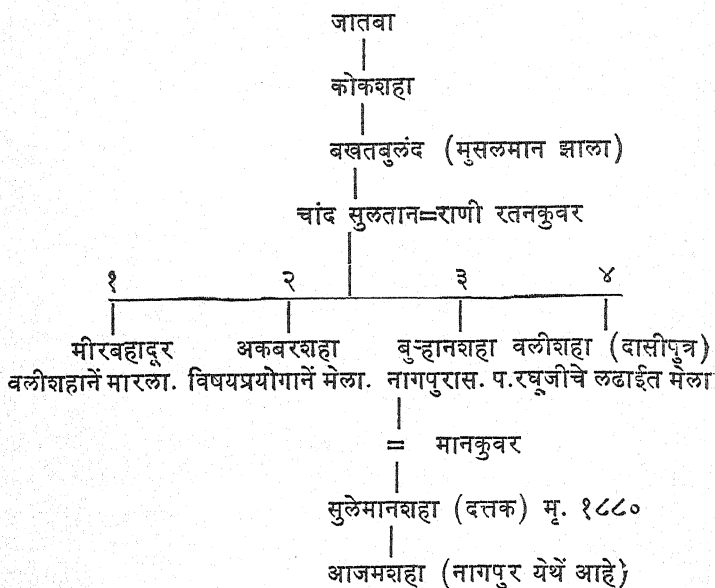 जातबा
कोकशहा
बखतबुलंद (मुसलमान झाला)
चांद सुलतान=राणी रतनकुवर
१ २ ३ ४
मीरबहादूर अकबरशहा बुऱ्हानशहा वलीशहा (दासीपुत्र)
वलीशहानें मारला. विषयप्रयोगानें मेला. नागपुरास. प.रघूजीचे लढाईत मेला
= मानकुवर
सुलेमानशहा (दत्तक) मृ. १८८०
आजमशहा (नागपुर येथें आहे)